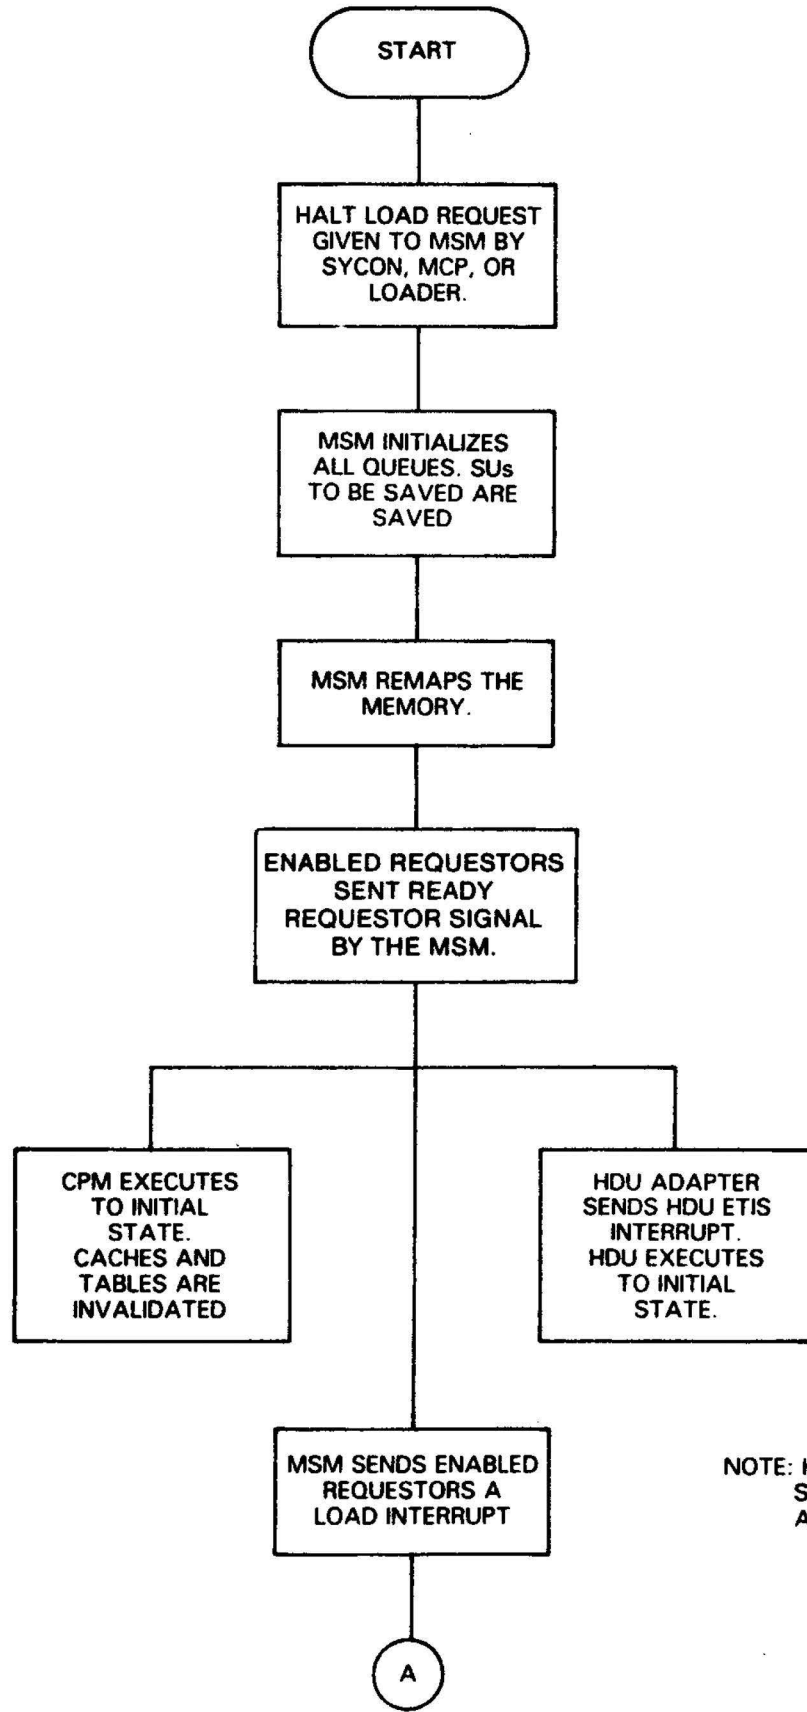 START
HALT LOAD REQUEST
GIVEN TO MSM BY
SYCON, MCP, OR
LOADER.
MSM INITIALIZES
ALL QUEUES. SUs
TO BE SAVED ARE
SAVED
MSM REMAPS THE
MEMORY.
ENABLED REQUESTORS
SENT READY
REQUESTOR SIGNAL
BY THE MSM.
CPM EXECUTES
TO INITIAL
STATE.
CACHES AND
TABLES ARE
INVALIDATED
HDU ADAPTER
SENDS HDU ETIS
INTERRUPT.
HDU EXECUTES
TO INITIAL
STATE.
MSM SENDS ENABLED
REQUESTORS A
LOAD INTERRUPT
NOTE:
A